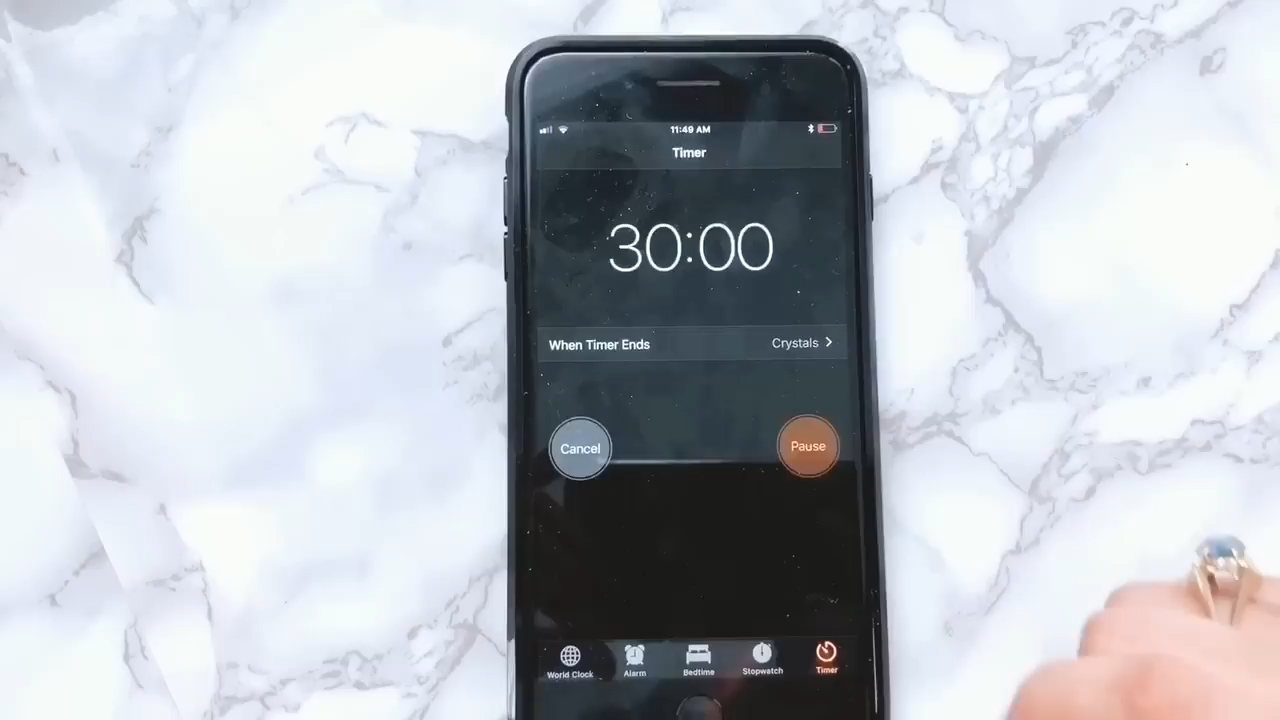 11:49 AM
Timer
30:00
When Timer Ends Crystals
Cancel Pause
World Clock Alarm Bedtime Stopwatch Timer